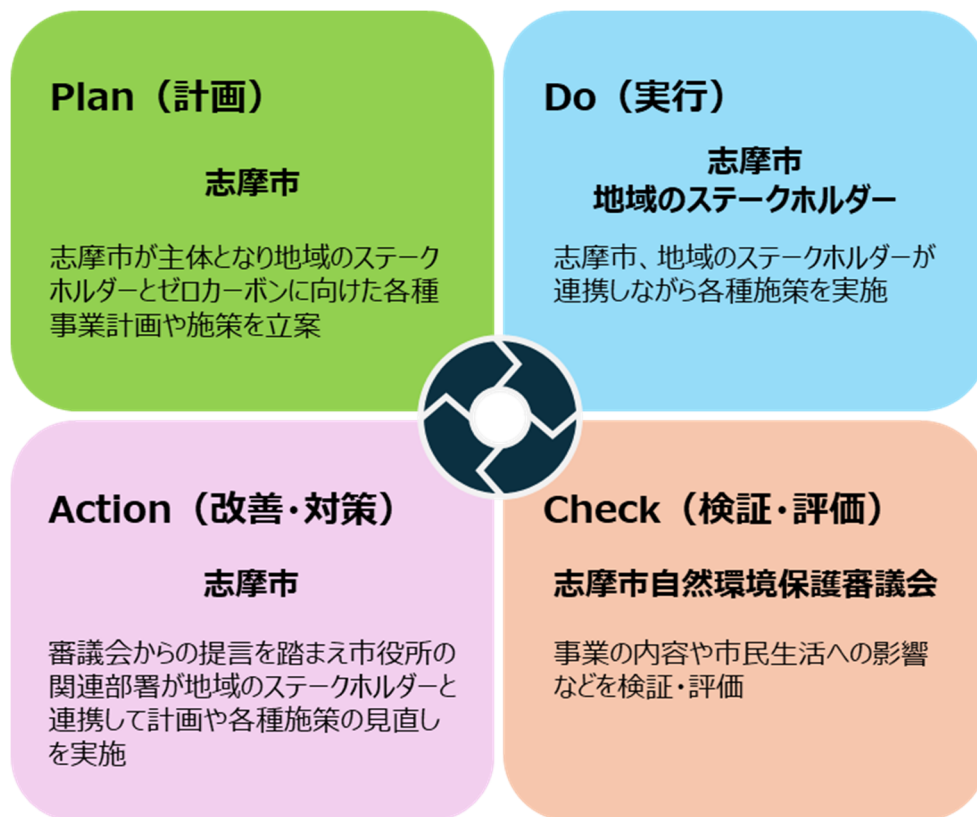 Plan（計画）
志摩市
志摩市が主体となり地域のステーク
ホルダーとゼロカーボンに向けた各種
事業計画や施策を立案
Do（実行）
志摩市
地域のステークホルダー
志摩市、地域のステークホルダーが
連携しながら各種施策を実施
Action（改善・対策）
志摩市
審議会からの提言を踏まえ市役所の
関連部署が地域のステークホルダーと
連携して計画や各種施策の見直し
を実施
Check（検証・評価）
志摩市自然環境保護審議会
事業の内容や市民生活への影響
などを検証・評価